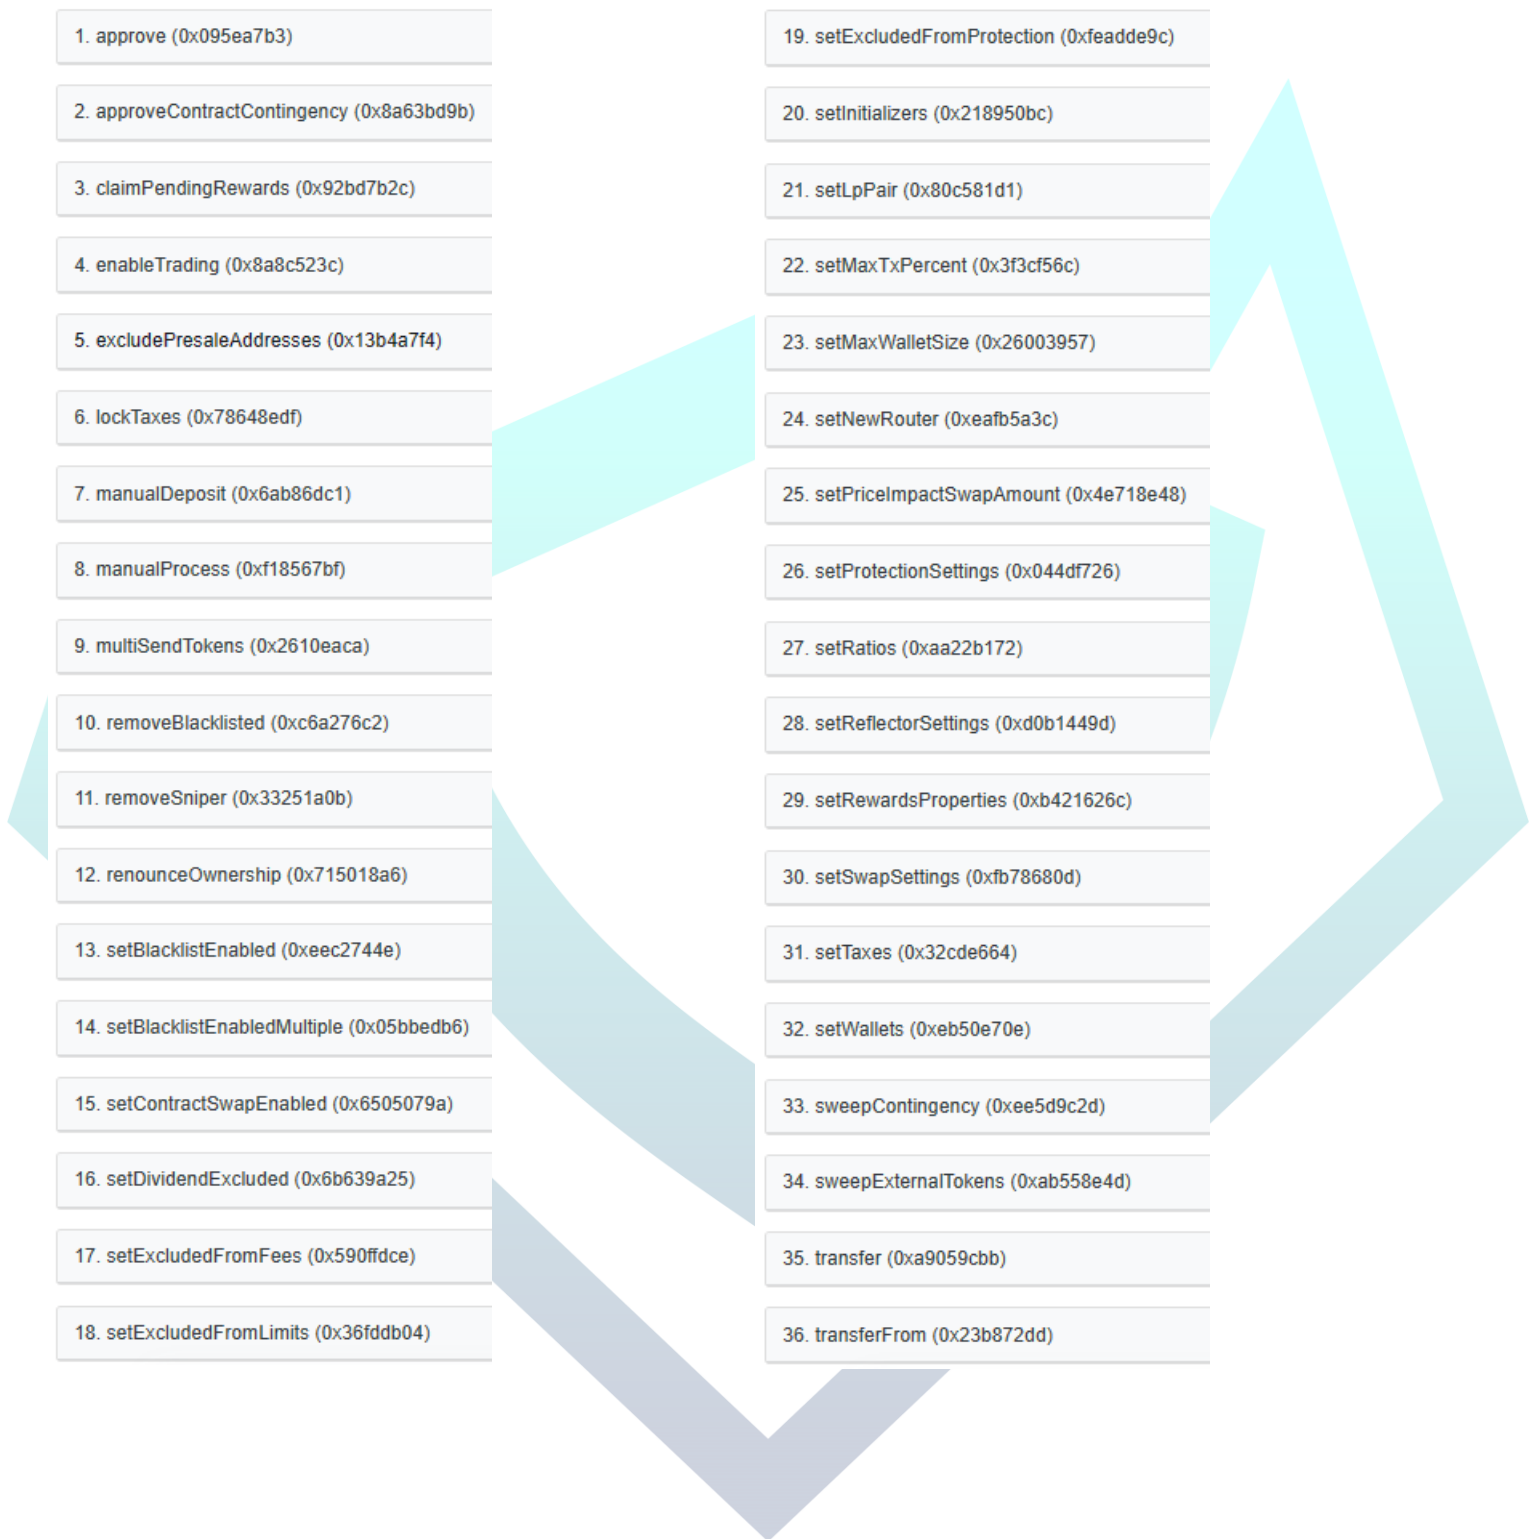 1. approve (0x095ea7b3)
2. approveContractContingency (0x8a63bd9b)
3. claimPendingRewards (0x92bd7b2c)
4. enableTrading (0x8a8c523c)
5. excludePresaleAddresses (0x13b4a7f4)
6. lockTaxes (0x78648edf)
7. manualDeposit (0x6ab86dc1)
8. manualProcess (0xf18567bf)
9. multiSendTokens (0x2610eaca)
10. removeBlacklisted (0xc6a276c2)
11. removeSniper (0x33251a0b)
12. renounceOwnership (0x715018a6)
13. setBlacklistEnabled (0xeec2744e)
14. setBlacklistEnabledMultiple (0x05bbedb6)
15. setContractSwapEnabled (0x6505079a)
16. setDividendExcluded (0x6b639a25)
17. setExcludedFromFees (0x590ffdce)
18. setExcludedFromLimits (0x36fddb04)
19. setExcludedFromProtection (0xfeadde9c)
20. setInitializers (0x218950bc)
21. setLpPair (0x80c581d1)
22. setMaxTxPercent (0x3f3cf56c)
23. setMaxWalletSize (0x26003957)
24. setNewRouter (0xeafb5a3c)
25. setPriceImpactSwapAmount (0x4e718e48)
26. setProtectionSettings (0x044df726)
27. setRatios (0xaa22b172)
28. setReflectorSettings (0xd0b1449d)
29. setRewardsProperties (0xb421626c)
30. setSwapSettings (0xfb78680d)
31. setTaxes (0x32cde664)
32. setWallets (0xeb50e70e)
33. sweepContingency (0xee5d9c2d)
34. sweepExternalTokens (0xab558e4d)
35. transfer (0xa9059cbb)
36. transferFrom (0x23b872dd)